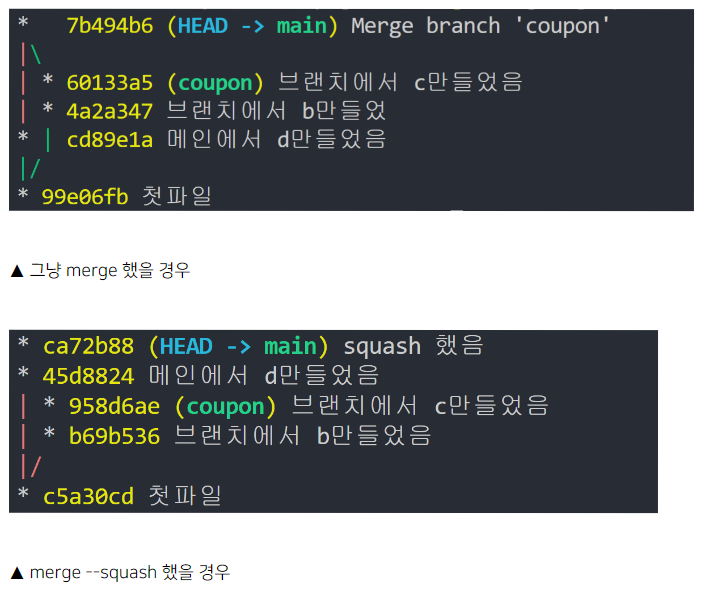 *   7b494b6 (HEAD -> main) Merge branch 'coupon'
|\
| * 60133a5 (coupon) 브랜치에서 c만들었음
| * 4a2a347 브랜치에서 b만들었
* | cd89e1a 메인에서 d만들었음
|/
* 99e06fb 첫파일
▲ 그냥 merge 했을 경우
* ca72b88 (HEAD -> main) squash 했음
* 45d8824 메인에서 d만들었음
| * 958d6ae (coupon) 브랜치에서 c만들었음
| * b69b536 브랜치에서 b만들었음
|/
* c5a30cd 첫파일
▲ merge --squash 했을 경우